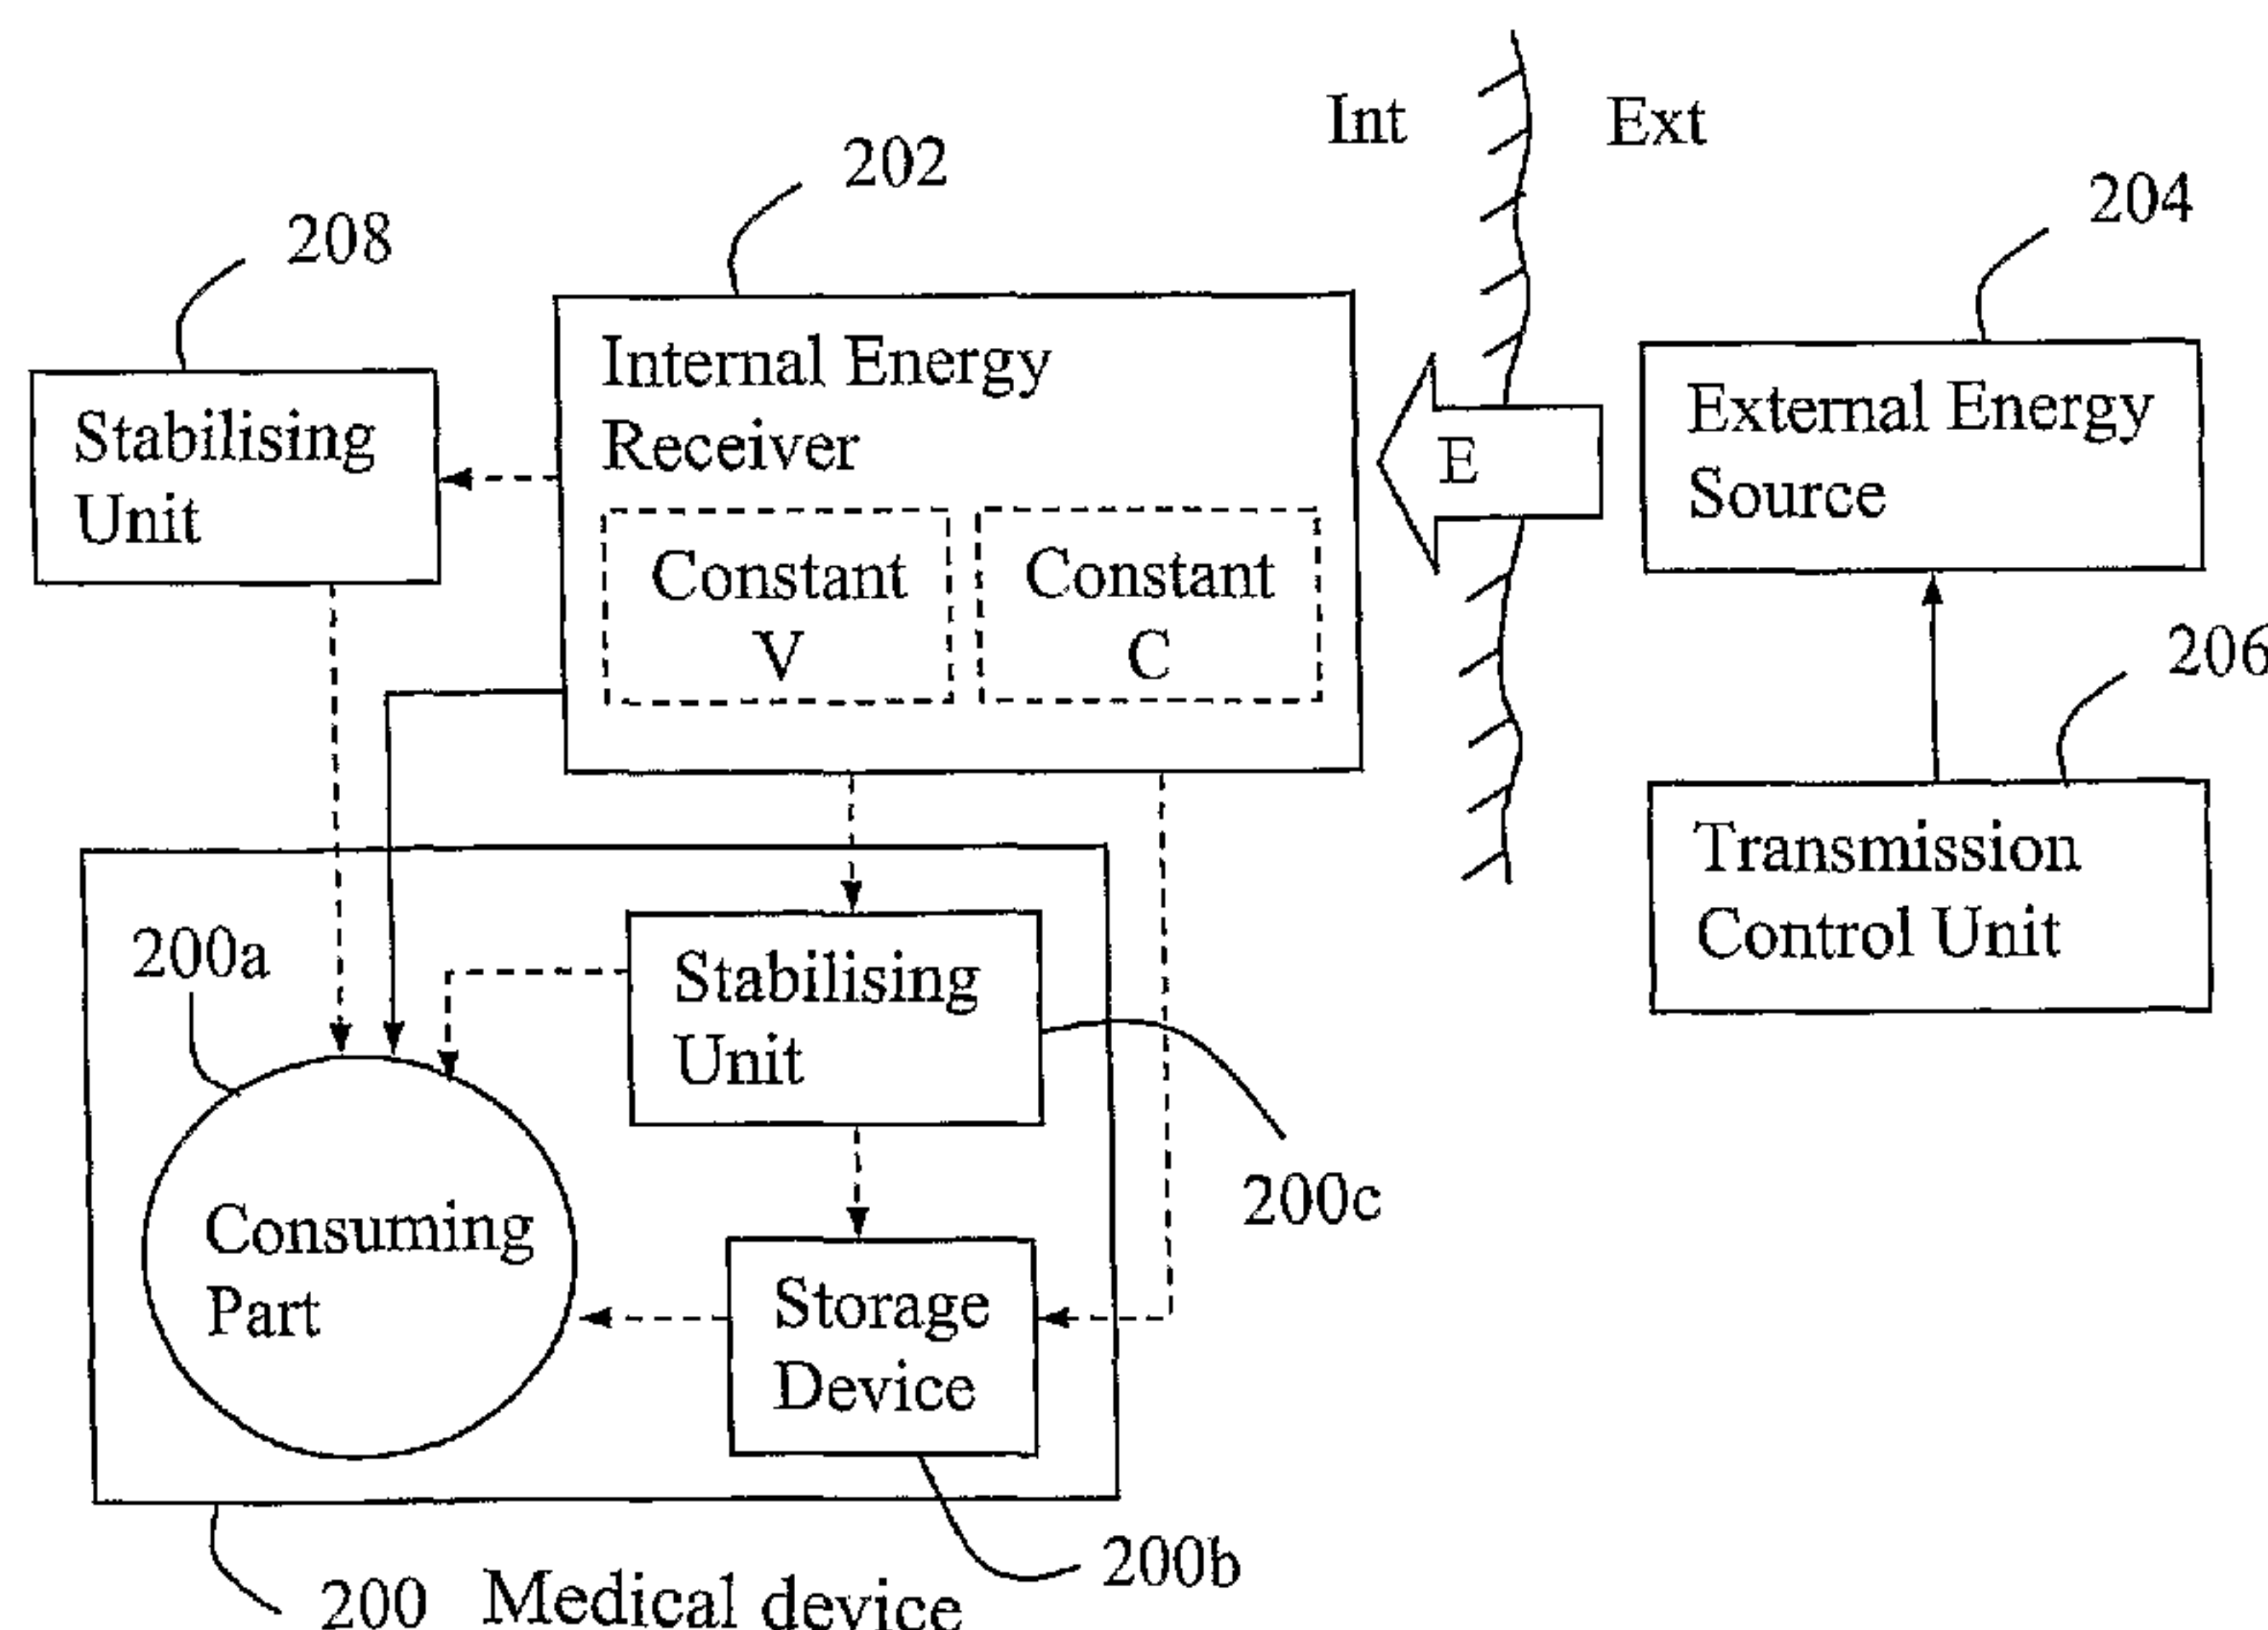 Int
Ext
202
204
208
Internal Energy
Receiver
External Energy
Source
Stabilising
Unit
E
Constant
V
Constant
C
206
Transmission
Control Unit
200a
Stabilising
Unit
200c
Consuming
Part
Storage
Device
200b
200 Medical device